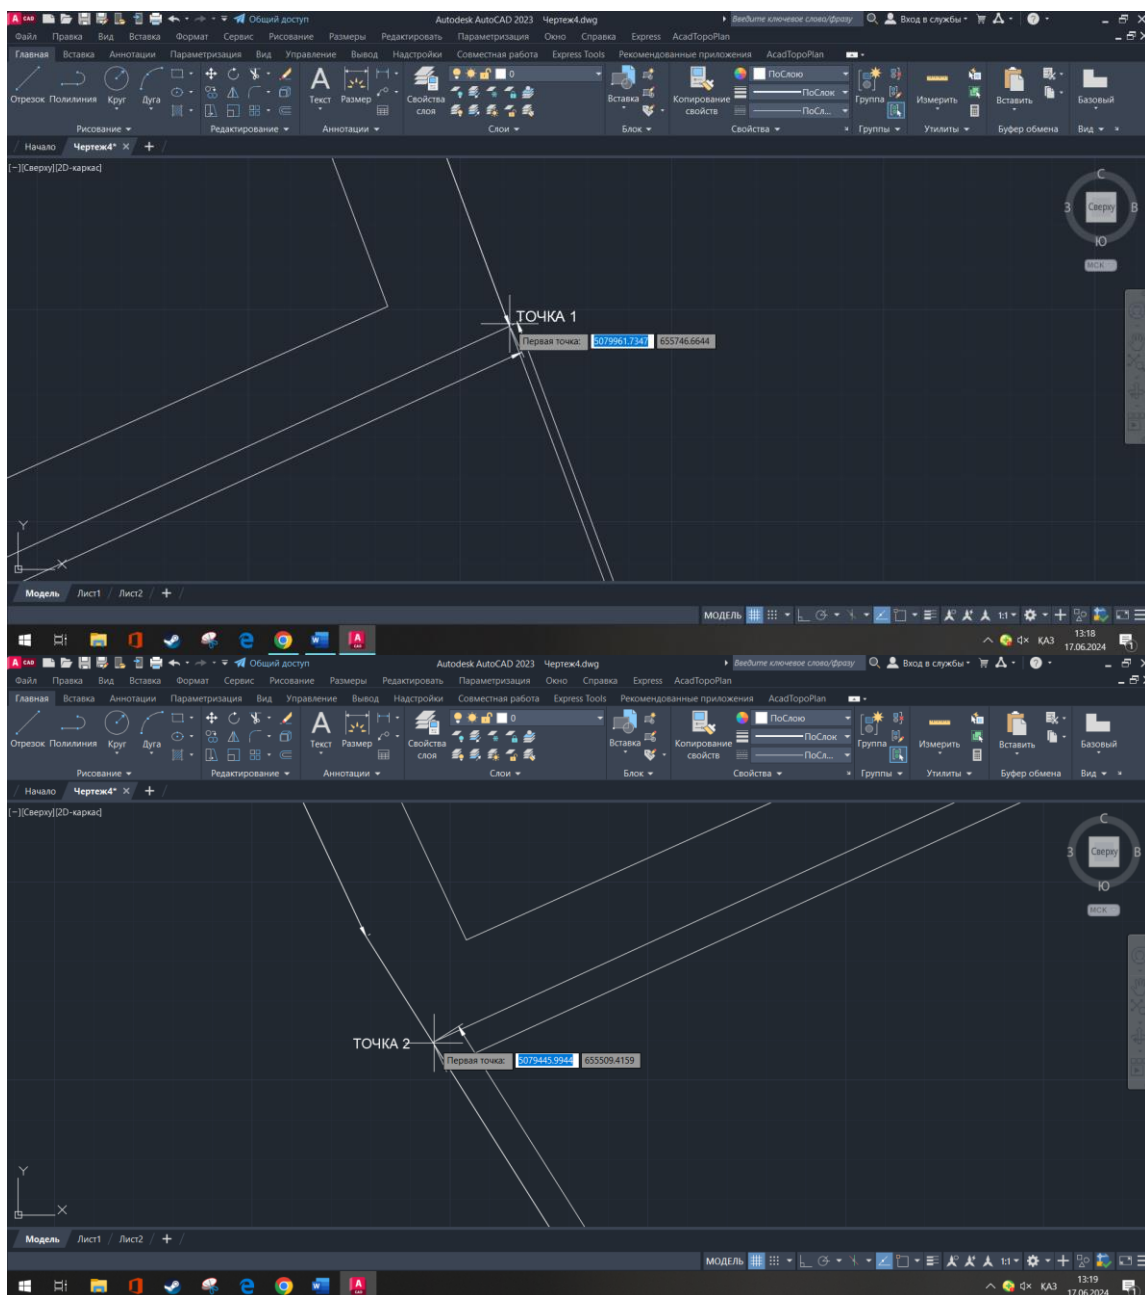 A CAD Общий доступ Autodesk AutoCAD 2023 Чертеж4.dwg Введите ключевое слово/фразу Вход в службы
Файл Правка Вид Вставка Формат Сервис Рисование Размеры Редактировать Параметризация Окно Справка Express AcadTopoPlan
Главная Вставка Аннотации Параметризация Вид Управление Вывод Надстройки Совместная работа Express Tools Рекомендованные приложения AcadTopoPlan
Отрезок Полилиния Круг Дуга Текст Размер Свойства слоя 0 Вставка Копирование свойств ПоСлою ПоСлою ПоСл... Группа Измерить Вставить Базовый
Рисование Редактирование Аннотации Слои Блок Свойства Группы Утилиты Буфер обмена Вид
Начало Чертеж4* +
[−][Сверху][2D-каркас]
С
З Сверху В
Ю
МСК
ТОЧКА 1
Первая точка: 5079961.7347 655746.6644
Y
X
Модель Лист1 Лист2 +
МОДЕЛЬ 1:1
КАЗ 13:18
17.06.2024
A CAD Общий доступ Autodesk AutoCAD 2023 Чертеж4.dwg Введите ключевое слово/фразу Вход в службы
Файл Правка Вид Вставка Формат Сервис Рисование Размеры Редактировать Параметризация Окно Справка Express AcadTopoPlan
Главная Вставка Аннотации Параметризация Вид Управление Вывод Надстройки Совместная работа Express Tools Рекомендованные приложения AcadTopoPlan
Отрезок Полилиния Круг Дуга Текст Размер Свойства слоя 0 Вставка Копирование свойств ПоСлою ПоСлою ПоСл... Группа Измерить Вставить Базовый
Рисование Редактирование Аннотации Слои Блок Свойства Группы Утилиты Буфер обмена Вид
Начало Чертеж4* +
[−][Сверху][2D-каркас]
С
З Сверху В
Ю
МСК
ТОЧКА 2
Первая точка: 5079445.9944 655509.4159
Y
X
Модель Лист1 Лист2 +
МОДЕЛЬ 1:1
КАЗ 13:19
17.06.2024